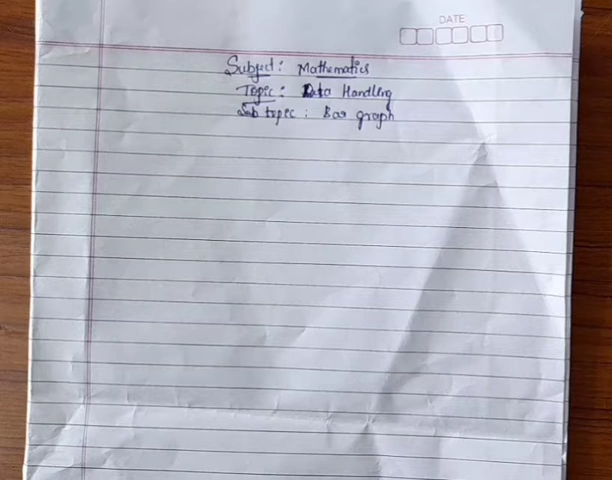 DATE
Subject: Mathematics
Topic: Data Handling
Sub topic: Bar graph